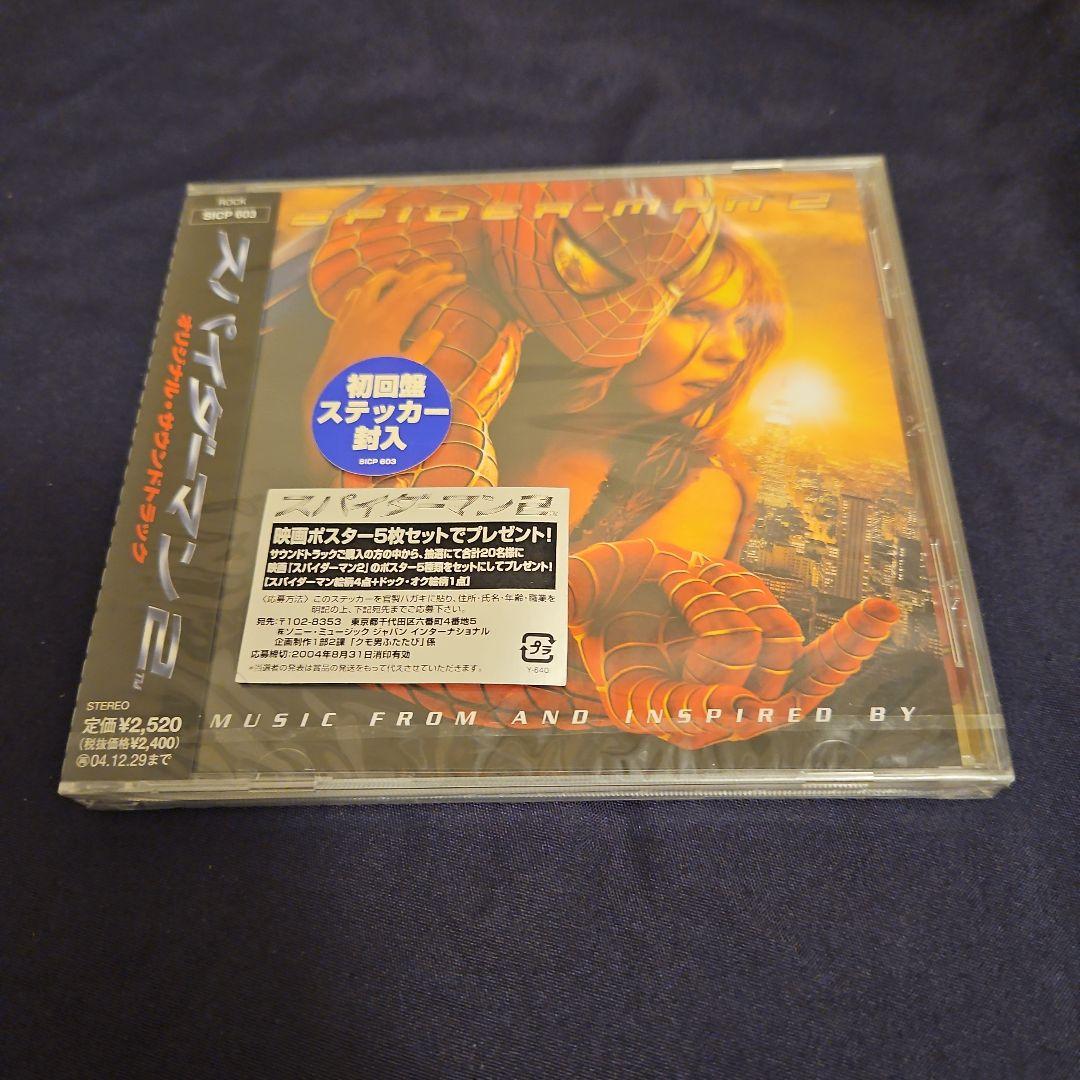 Rock
SICP 603
スパイダーマン2
TM
オリジナル・サウンドトラック
STEREO
定価¥2,520
(税抜価格¥2,400)
04.12.29まで
SPIDER-MAN 2
初回盤
ステッカー
封入
SICP 603
スパイダーマン2
映画ポスター5枚セットでプレゼント!
サウンドトラックご購入の方の中から、抽選にて合計20名様に
映画「スパイダーマン2」のポスター5種類をセットにしてプレゼント!
[スパイダーマン絵柄4点+ドック・オク絵柄1点]
〈応募方法〉このステッカーを官製ハガキに貼り、住所・氏名・年齢・職業を
明記の上、下記宛先までご応募下さい。
宛先:〒102-8353 東京都千代田区六番町4番地5
㈱ソニー・ミュージック ジャパン インターナショナル
企画制作1部2課「クモ男ふたたび」係
応募締切:2004年8月31日消印有効
*当選者の発表は賞品の発送をもって代えさせていただきます。
プラ
Y-640
MUSIC FROM AND INSPIRED BY